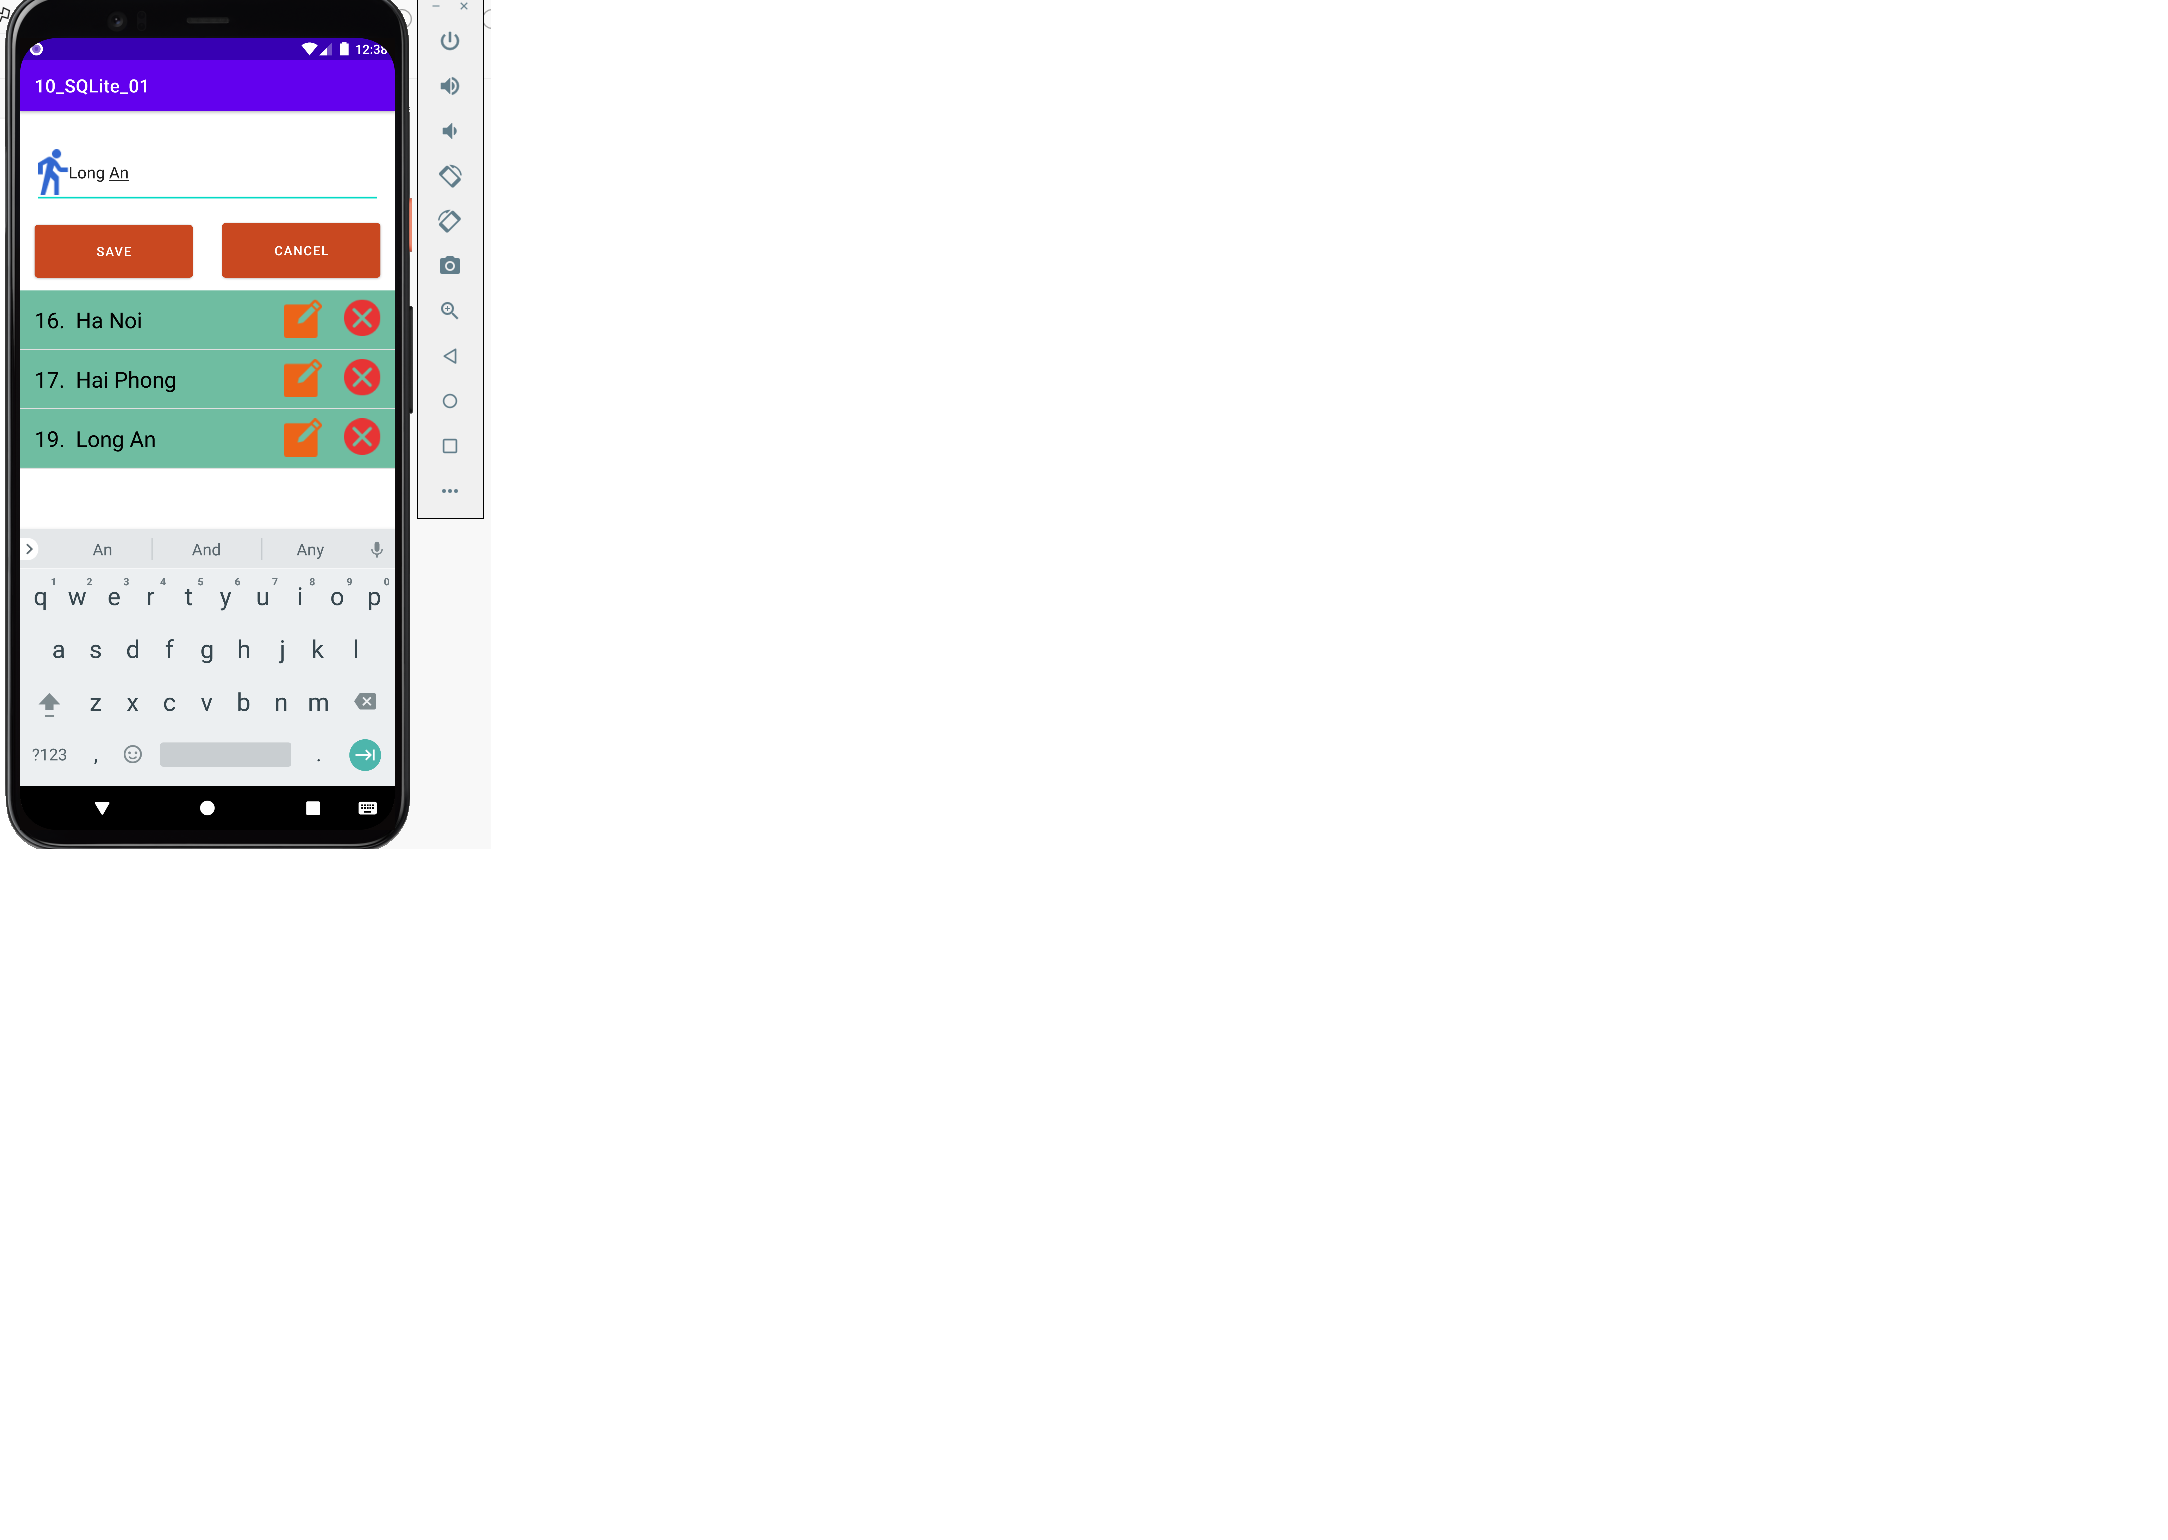 12:38
10_SQLite_01
Long An
SAVE CANCEL
16. Ha Noi
17. Hai Phong
19. Long An
An And Any
1 2 3 4 5 6 7 8 9 0
q w e r t y u i o p
a s d f g h j k l
z x c v b n m
?123 , .